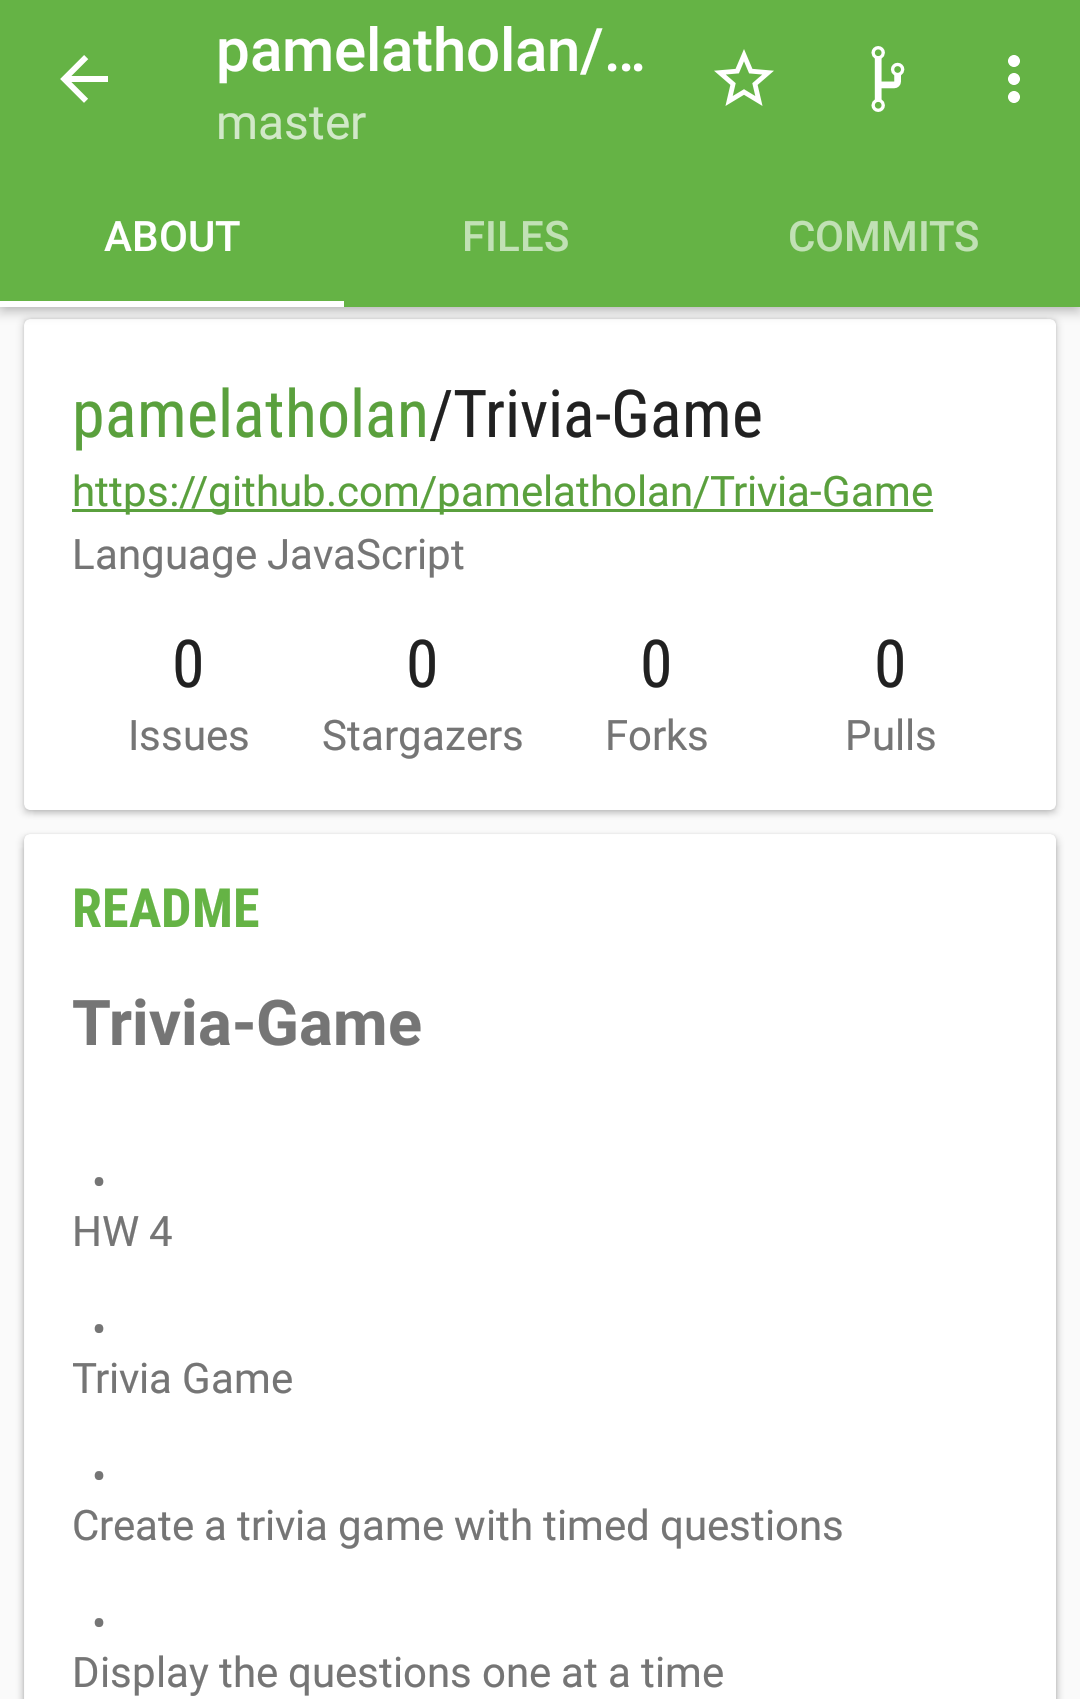 pamelatholan/...
master
ABOUT
FILES
COMMITS
pamelatholan/Trivia-Game
https://github.com/pamelatholan/Trivia-Game
Language JavaScript
0 0 0 0
Issues Stargazers Forks Pulls
README
Trivia-Game
•
HW 4
•
Trivia Game
•
Create a trivia game with timed questions
•
Display the questions one at a time